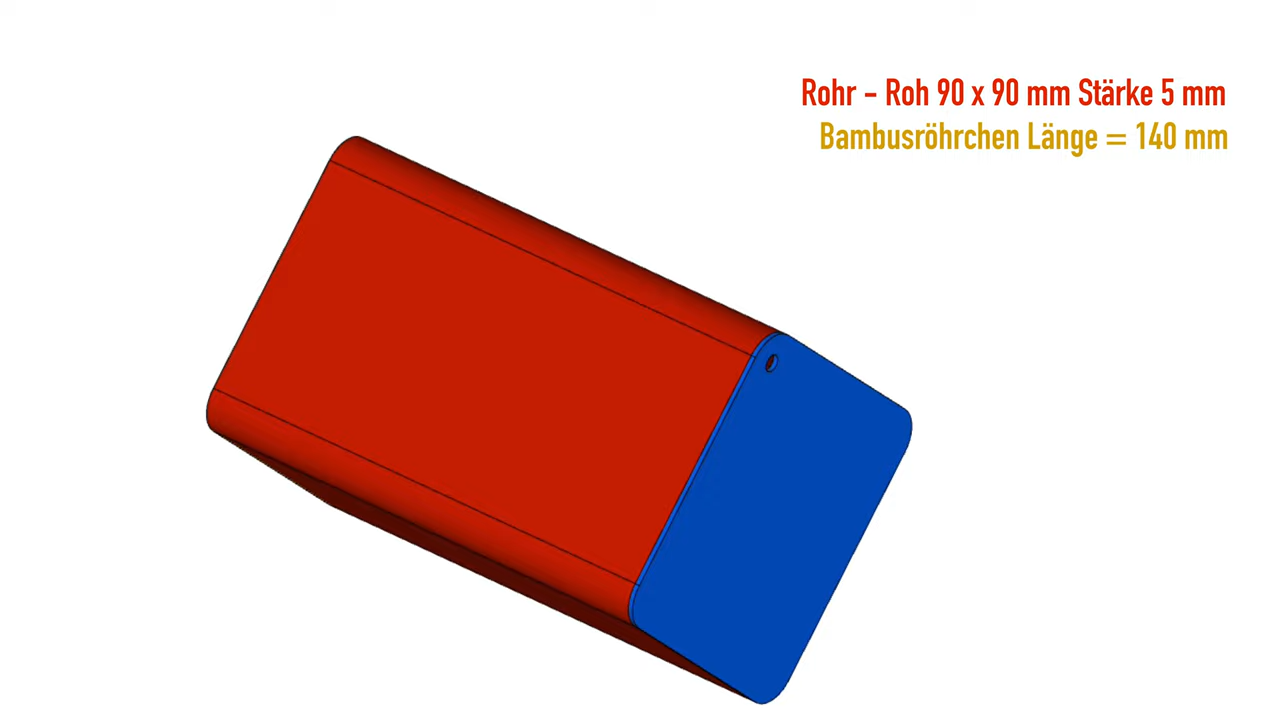 Rohr - Roh 90 x 90 mm Stärke 5 mm
Bambusröhrchen Länge = 140 mm